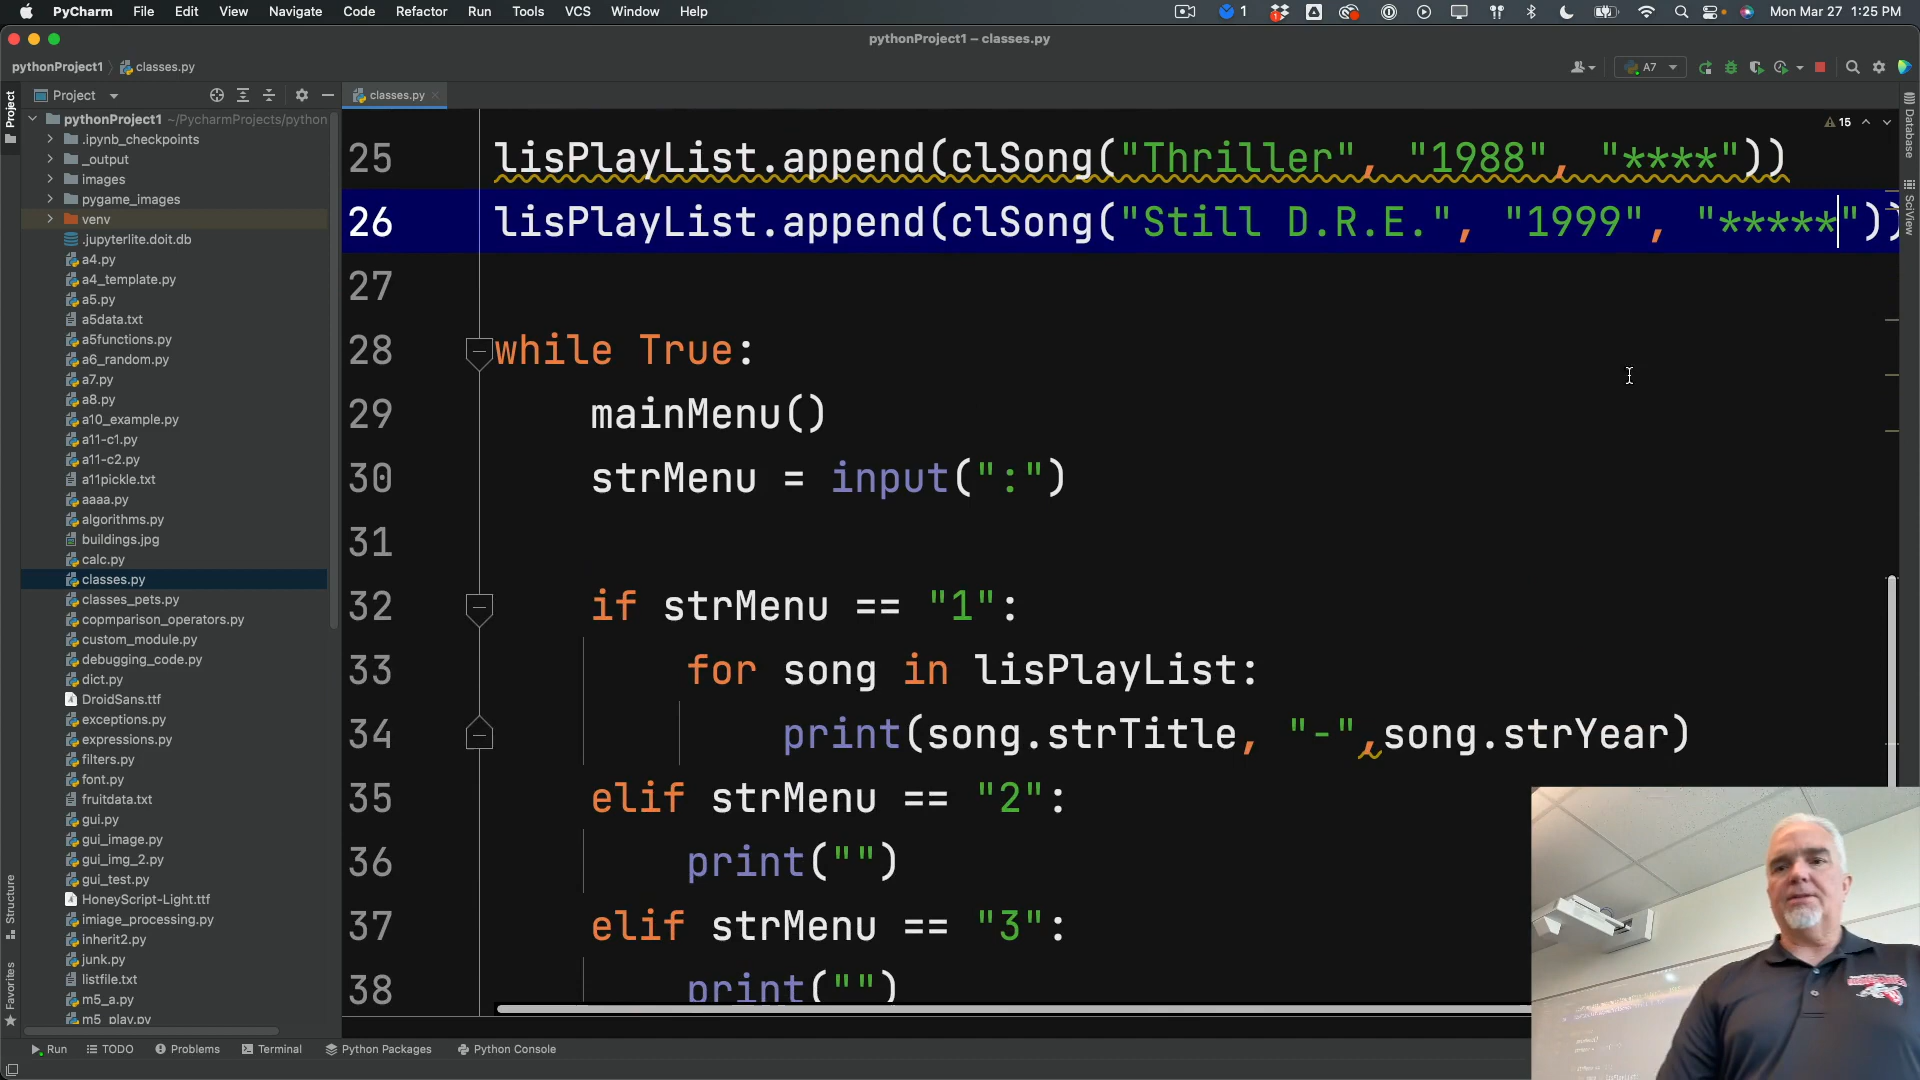 PyCharm File Edit View Navigate Code Refactor Run Tools VCS Window Help 1 Mon Mar 27 1:25 PM
pythonProject1 – classes.py
pythonProject1 classes.py A7
Project classes.py
pythonProject1 ~/PycharmProjects/python
.ipynb_checkpoints
_output
images
pygame_images
venv
.jupyterlite.doit.db
a4.py
a4_template.py
a5.py
a5data.txt
a5functions.py
a6_random.py
a7.py
a8.py
a10_example.py
a11-c1.py
a11-c2.py
a11pickle.txt
aaaa.py
algorithms.py
buildings.jpg
calc.py
classes.py
classes_pets.py
copmparison_operators.py
custom_module.py
debugging_code.py
dict.py
DroidSans.ttf
exceptions.py
expressions.py
filters.py
font.py
fruitdata.txt
gui.py
gui_image.py
gui_img_2.py
gui_test.py
HoneyScript-Light.ttf
imiage_processing.py
inherit2.py
junk.py
listfile.txt
m5_a.py
m5_play.py
15
25 lisPlayList.append(clSong("Thriller", "1988", "****"))
26 lisPlayList.append(clSong("Still D.R.E.", "1999", "*****"))
27
28 while True:
29 mainMenu()
30 strMenu = input(":")
31
32 if strMenu == "1":
33 for song in lisPlayList:
34 print(song.strTitle, "-",song.strYear)
35 elif strMenu == "2":
36 print("")
37 elif strMenu == "3":
38 print("")
Project
Structure
Favorites
Database
SciView
Run TODO Problems Terminal Python Packages Python Console